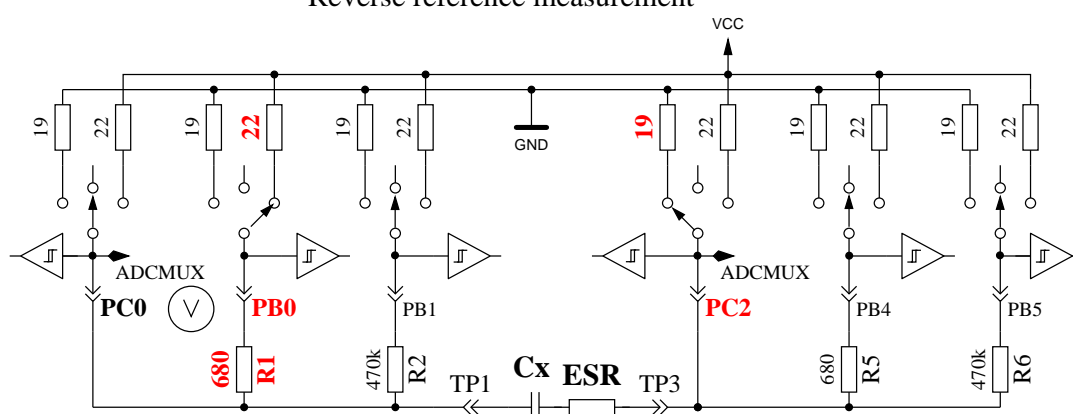 Reverse reference measurement
VCC
19 22 19 22 19 22 19 22 19 22 19 22
GND
ADCMUX ADCMUX
PC0 V PB0 PB1 PC2 PB4 PB5
680 R1 470k R2 680 R5 470k R6
TP1 Cx ESR TP3